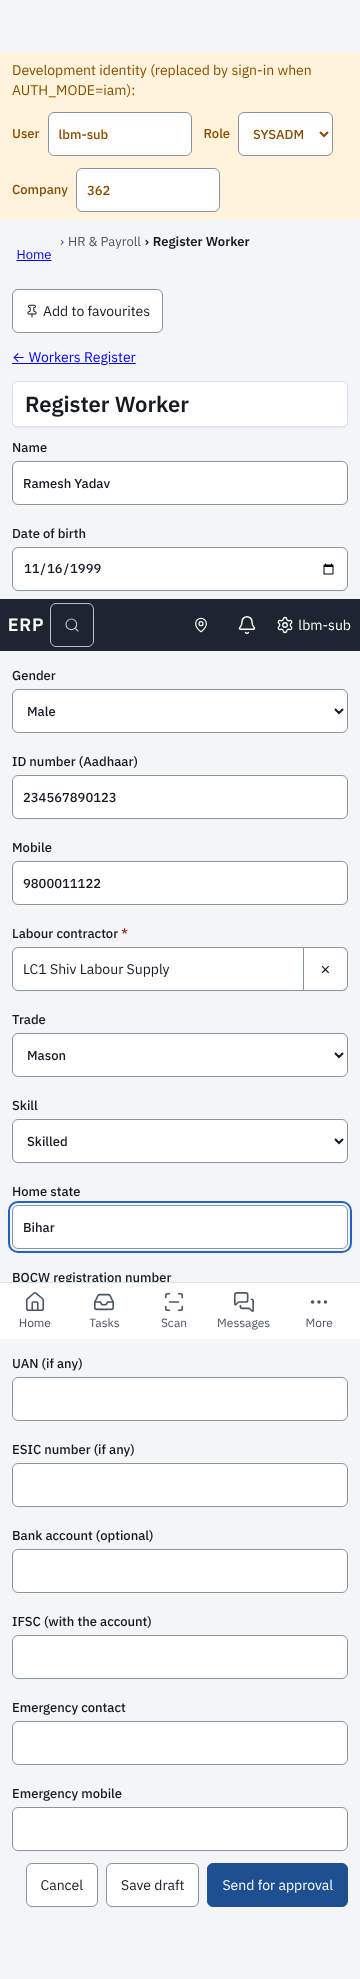 Development identity (replaced by sign-in when
AUTH_MODE=iam):
User lbm-sub Role SYSADM
Company 362
Home › HR & Payroll › Register Worker
Add to favourites
← Workers Register
Register Worker
Name
Ramesh Yadav
Date of birth
11/16/1999
ERP lbm-sub
Gender
Male
ID number (Aadhaar)
234567890123
Mobile
9800011122
Labour contractor *
LC1 Shiv Labour Supply ×
Trade
Mason
Skill
Skilled
Home state
Bihar
BOCW registration number
Home Tasks Scan Messages More
UAN (if any)
ESIC number (if any)
Bank account (optional)
IFSC (with the account)
Emergency contact
Emergency mobile
Cancel Save draft Send for approval